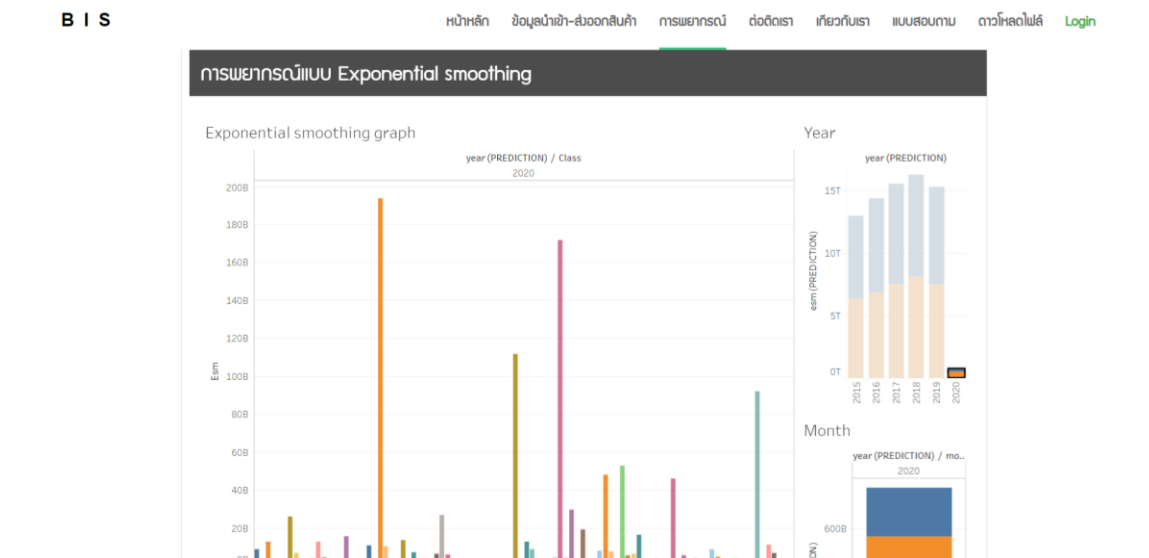 B I S
หน้าหลัก ข้อมูลนำเข้า-ส่งออกสินค้า การพยากรณ์ ต่อติดเรา เกี่ยวกับเรา แบบสอบถาม ดาวโหลดไฟล์ Login
การพยากรณ์แบบ Exponential smoothing
Exponential smoothing graph
year (PREDICTION) / Class
2020
200B
180B
160B
140B
120B
100B
80B
60B
40B
20B
0B
Esm
Year
year (PREDICTION)
15T
10T
5T
0T
esm (PREDICTION)
2015 2016 2017 2018 2019 2020
Month
year (PREDICTION) / mo..
2020
600B